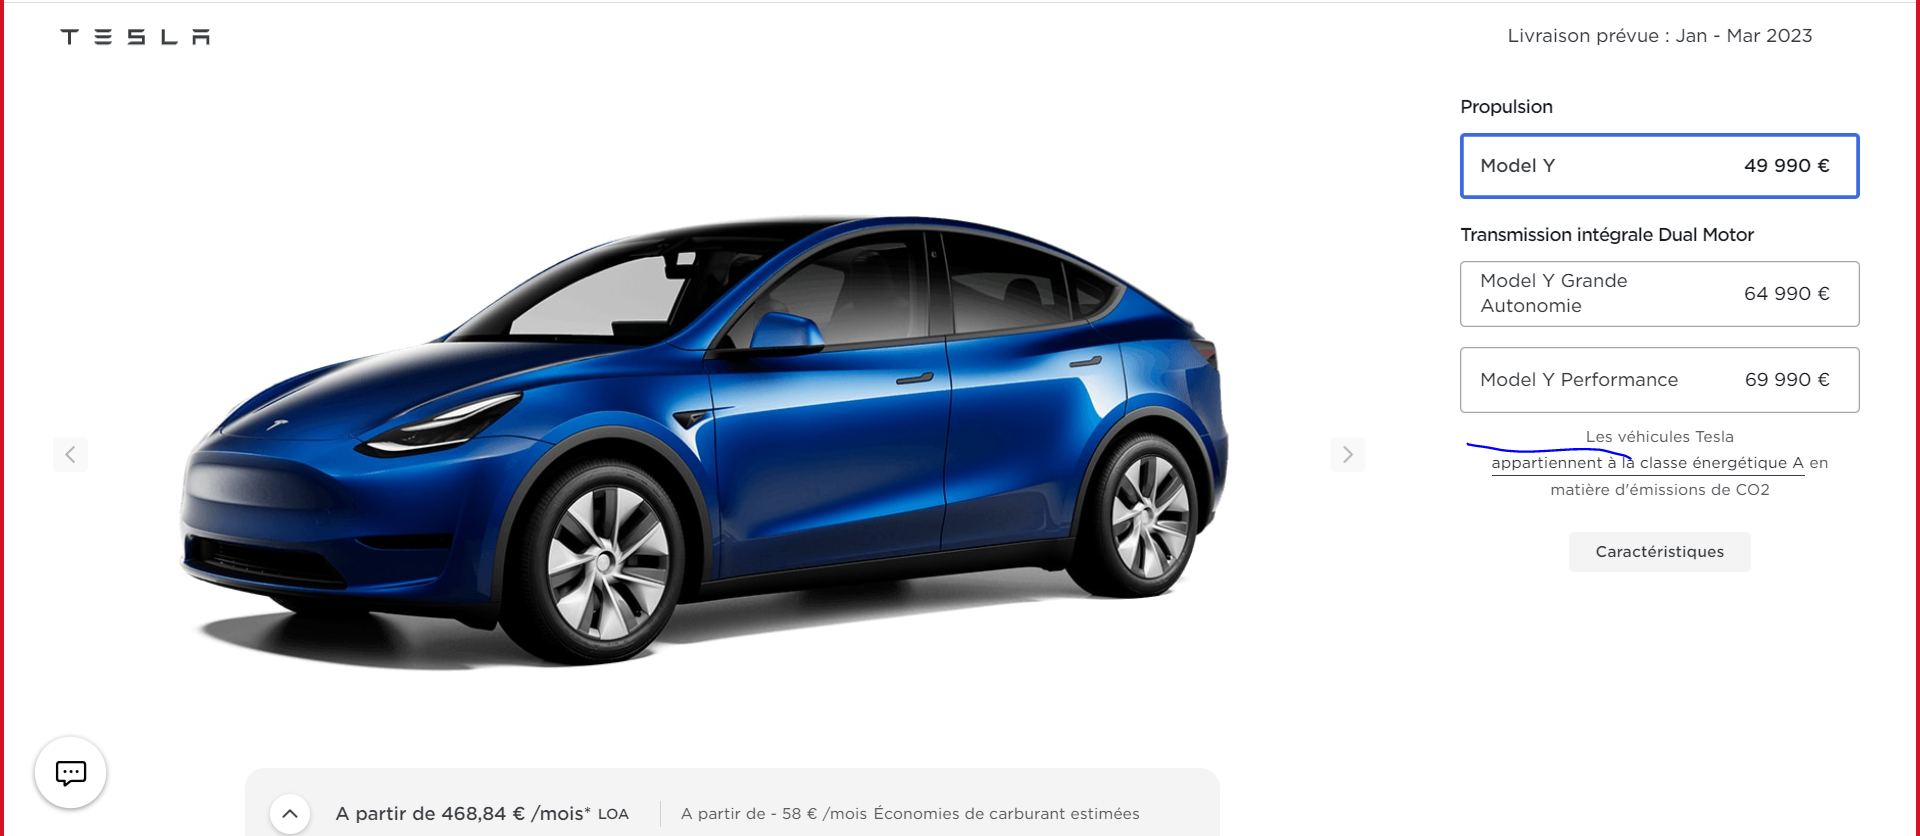 TESLA
Livraison prévue : Jan - Mar 2023
Propulsion
Model Y 49 990 €
Transmission intégrale Dual Motor
Model Y Grande
Autonomie 64 990 €
Model Y Performance 69 990 €
Les véhicules Tesla
appartiennent à la classe énergétique A en
matière d'émissions de CO2
Caractéristiques
A partir de 468,84 € /mois* LOA
A partir de - 58 € /mois Économies de carburant estimées